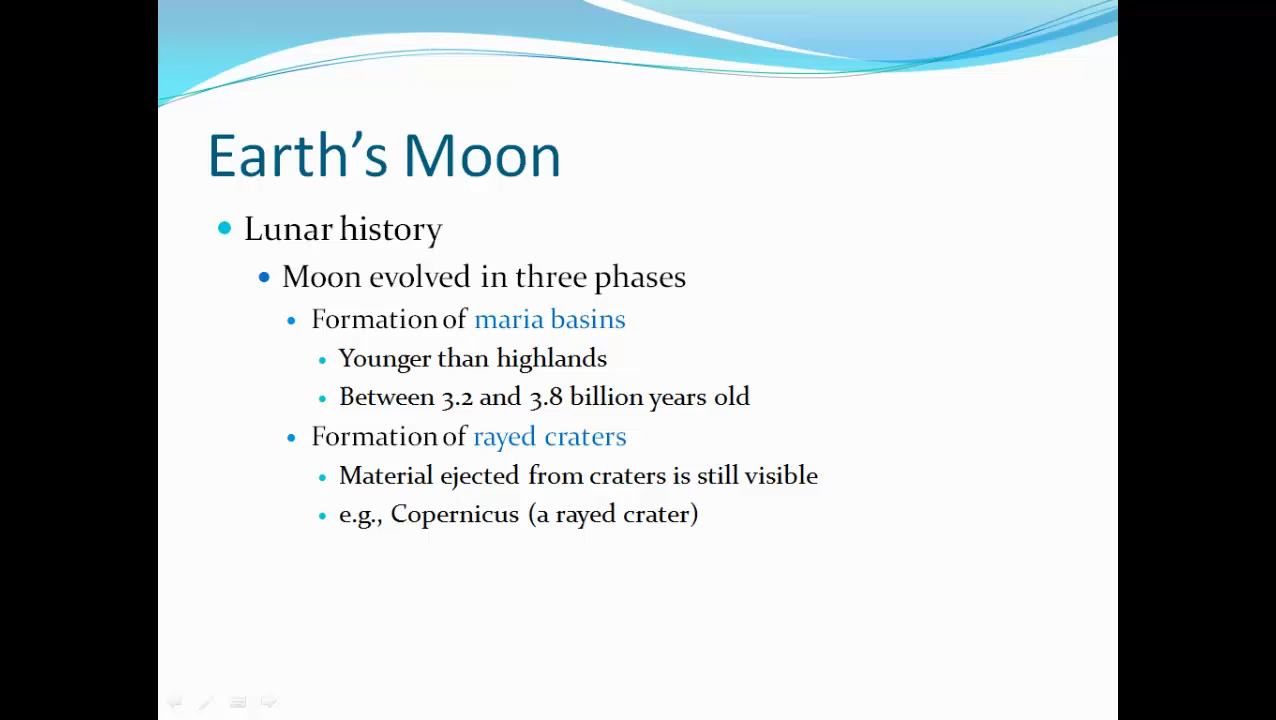 Earth’s Moon
Lunar history
Moon evolved in three phases
Formation of maria basins
Younger than highlands
Between 3.2 and 3.8 billion years old
Formation of rayed craters
Material ejected from craters is still visible
e.g., Copernicus (a rayed crater)